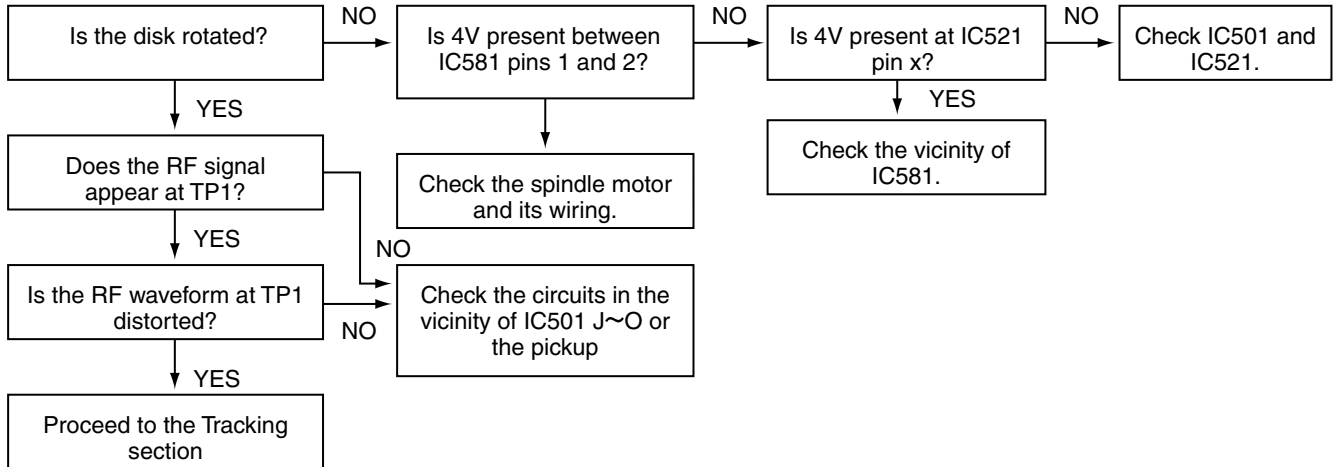 Is the disk rotated?
NO
Is 4V present between
IC581 pins 1 and 2?
NO
Is 4V present at IC521
pin x?
NO
Check IC501 and
IC521.
YES
YES
Does the RF signal
appear at TP1?
Check the spindle motor
and its wiring.
Check the vicinity of
IC581.
YES
NO
Is the RF waveform at TP1
distorted?
NO
Check the circuits in the
vicinity of IC501 J~O or
the pickup
YES
Proceed to the Tracking
section